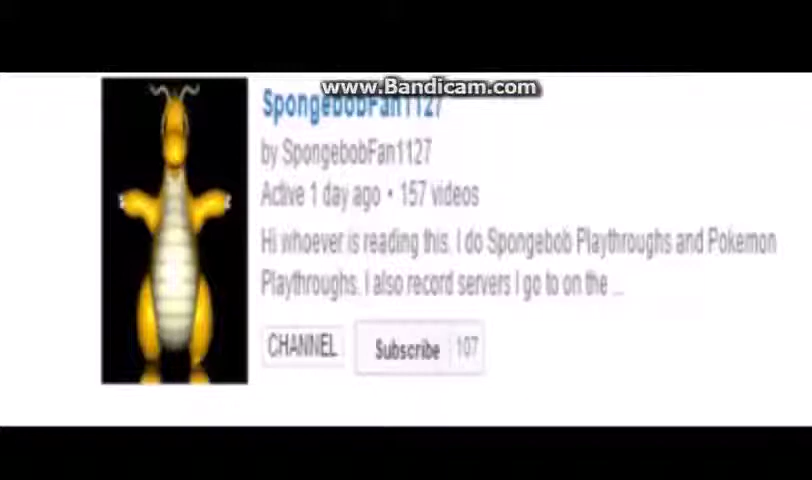 www.Bandicam.com
SpongebobFan1127
by SpongebobFan1127
Active 1 day ago • 157 videos
Hi whoever is reading this. I do Spongebob Playthroughs and Pokemon
Playthroughs. I also record servers I go to on the ...
CHANNEL Subscribe 107